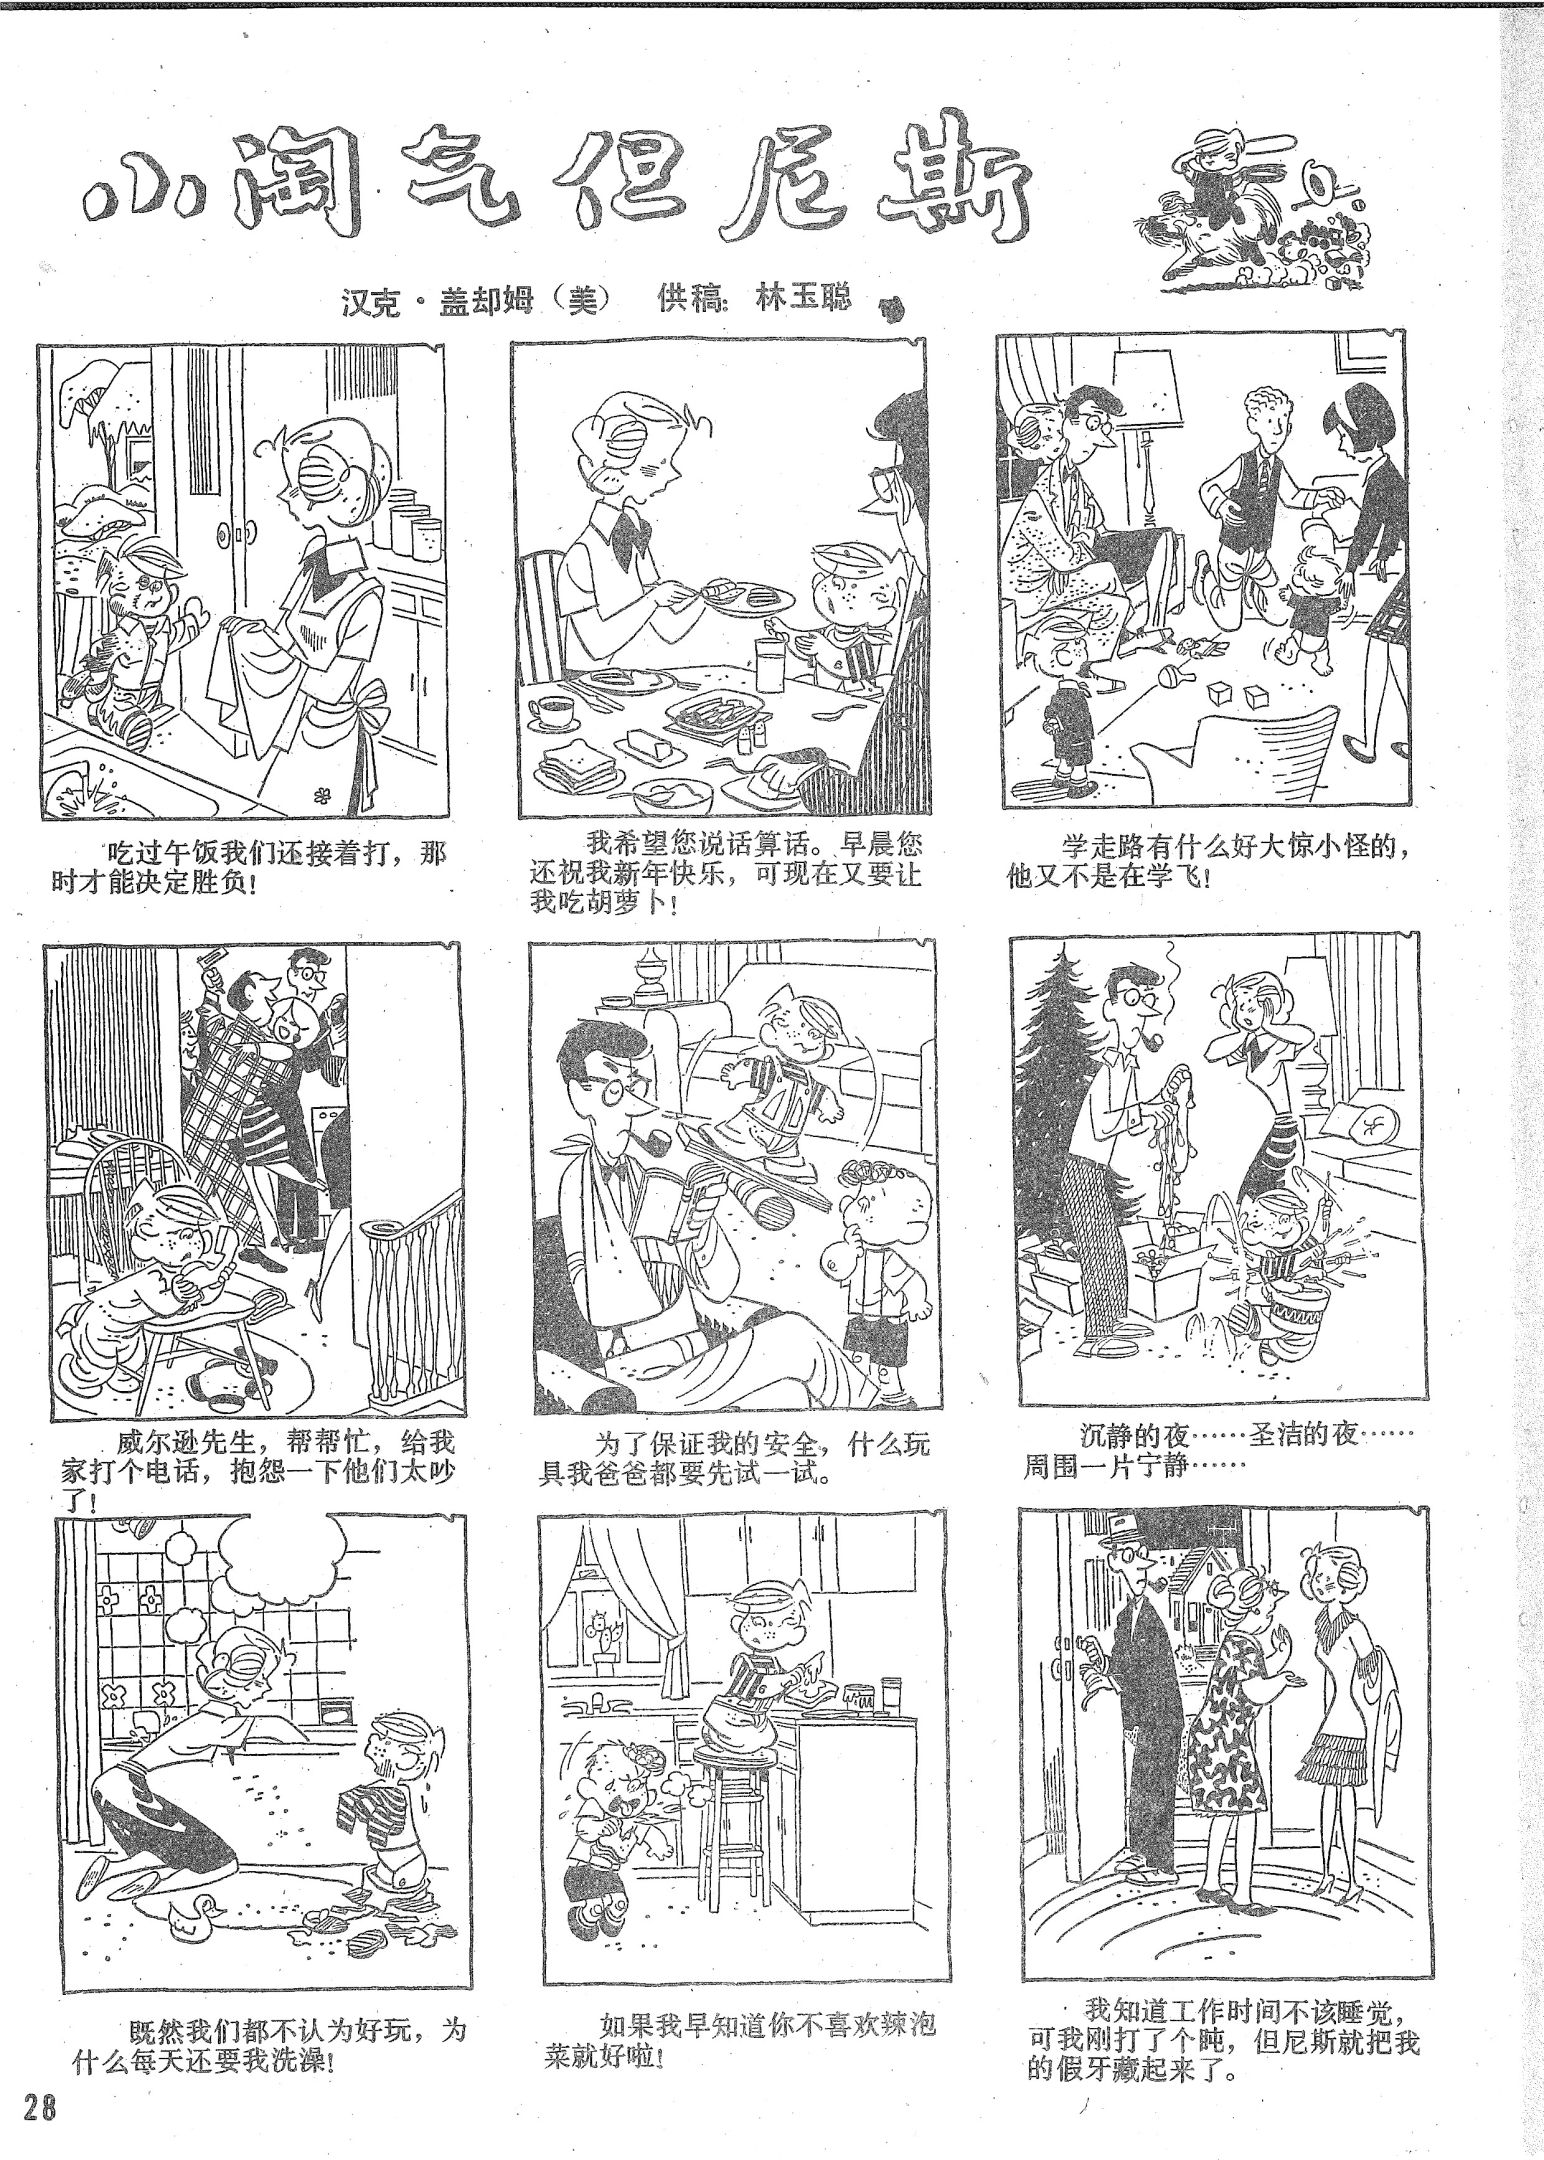 小淘气但尼斯
汉克·盖却姆（美） 供稿：林玉聪
吃过午饭我们还接着打，那
时才能决定胜负！
我希望您说话算话。早晨您
还祝我新年快乐，可现在又要让
我吃胡萝卜！
学走路有什么好大惊小怪的，
他又不是在学飞！
威尔逊先生，帮帮忙，给我
家打个电话，抱怨一下他们太吵
了！
为了保证我的安全，什么玩
具我爸爸都要先试一试。
沉静的夜……圣洁的夜……
周围一片宁静……
既然我们都不认为好玩，为
什么每天还要我洗澡！
如果我早知道你不喜欢辣泡
菜就好啦！
我知道工作时间不该睡觉，
可我刚打了个盹，但尼斯就把我
的假牙藏起来了。
28